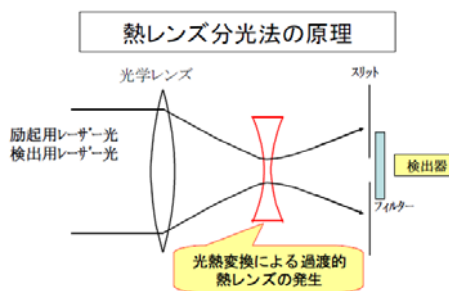 熱レンズ分光法の原理
光学レンズ
スリット
励起用レーザー光
検出用レーザー光
検出器
フィルター
光熱変換による過渡的
熱レンズの発生